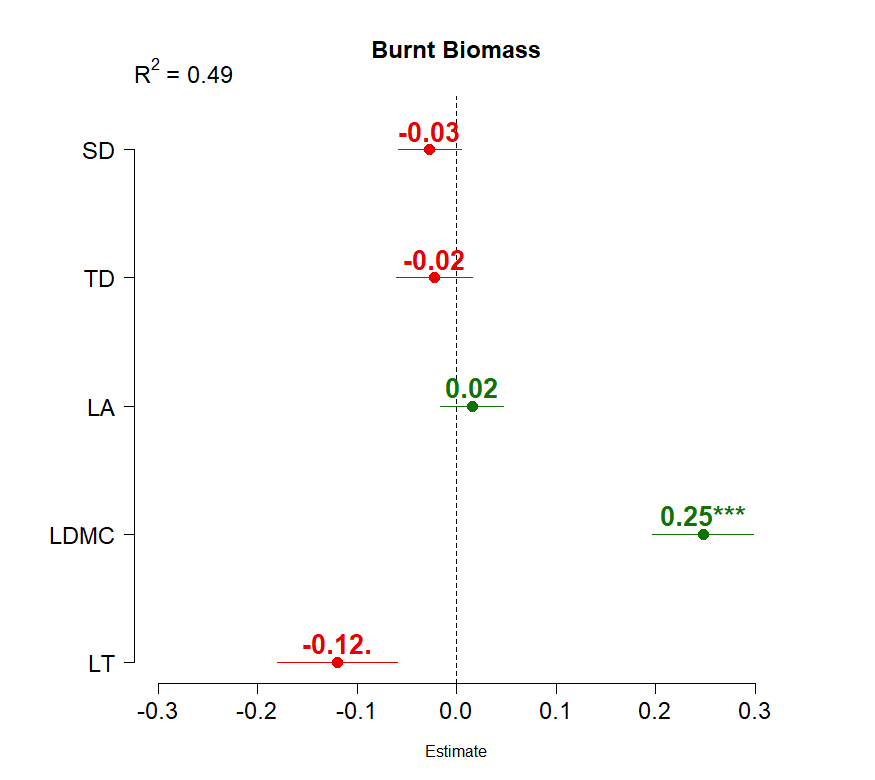 Burnt Biomass
R² = 0.49
SD
-0.03
TD
-0.02
LA
0.02
LDMC
0.25***
LT
-0.12.
-0.3 -0.2 -0.1 0.0 0.1 0.2 0.3
Estimate